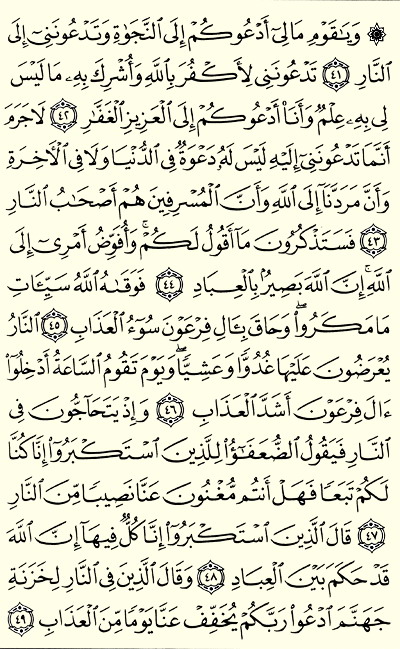 ۞ وَيَٰقَوْمِ مَا لِىٓ أَدْعُوكُمْ إِلَى ٱلنَّجَوٰةِ وَتَدْعُونَنِىٓ إِلَى
ٱلنَّارِ ٤١ تَدْعُونَنِى لِأَكْفُرَ بِٱللَّهِ وَأُشْرِكَ بِهِۦ مَا لَيْسَ
لِى بِهِۦ عِلْمٌ وَأَنَا۠ أَدْعُوكُمْ إِلَى ٱلْعَزِيزِ ٱلْغَفَّٰرِ ٤٢ لَا جَرَمَ
أَنَّمَا تَدْعُونَنِىٓ إِلَيْهِ لَيْسَ لَهُۥ دَعْوَةٌ فِى ٱلدُّنْيَا وَلَا فِى ٱلْءَاخِرَةِ
وَأَنَّ مَرَدَّنَآ إِلَى ٱللَّهِ وَأَنَّ ٱلْمُسْرِفِينَ هُمْ أَصْحَٰبُ ٱلنَّارِ
٤٣ فَسَتَذْكُرُونَ مَآ أَقُولُ لَكُمْ ۚ وَأُفَوِّضُ أَمْرِىٓ إِلَى
ٱللَّهِ ۚ إِنَّ ٱللَّهَ بَصِيرٌۢ بِٱلْعِبَادِ ٤٤ فَوَقَىٰهُ ٱللَّهُ سَيِّـَٔاتِ
مَا مَكَرُوا۟ ۖ وَحَاقَ بِـَٔالِ فِرْعَوْنَ سُوٓءُ ٱلْعَذَابِ ٤٥ ٱلنَّارُ
يُعْرَضُونَ عَلَيْهَا غُدُوًّا وَعَشِيًّا ۖ وَيَوْمَ تَقُومُ ٱلسَّاعَةُ أَدْخِلُوٓا۟
ءَالَ فِرْعَوْنَ أَشَدَّ ٱلْعَذَابِ ٤٦ وَإِذْ يَتَحَآجُّونَ فِى
ٱلنَّارِ فَيَقُولُ ٱلضُّعَفَٰٓؤُا۟ لِلَّذِينَ ٱسْتَكْبَرُوٓا۟ إِنَّا كُنَّا
لَكُمْ تَبَعًا فَهَلْ أَنتُم مُّغْنُونَ عَنَّا نَصِيبًا مِّنَ ٱلنَّارِ
٤٧ قَالَ ٱلَّذِينَ ٱسْتَكْبَرُوٓا۟ إِنَّا كُلٌّ فِيهَآ إِنَّ ٱللَّهَ
قَدْ حَكَمَ بَيْنَ ٱلْعِبَادِ ٤٨ وَقَالَ ٱلَّذِينَ فِى ٱلنَّارِ لِخَزَنَةِ
جَهَنَّمَ ٱدْعُوا۟ رَبَّكُمْ يُخَفِّفْ عَنَّا يَوْمًا مِّنَ ٱلْعَذَابِ ٤٩